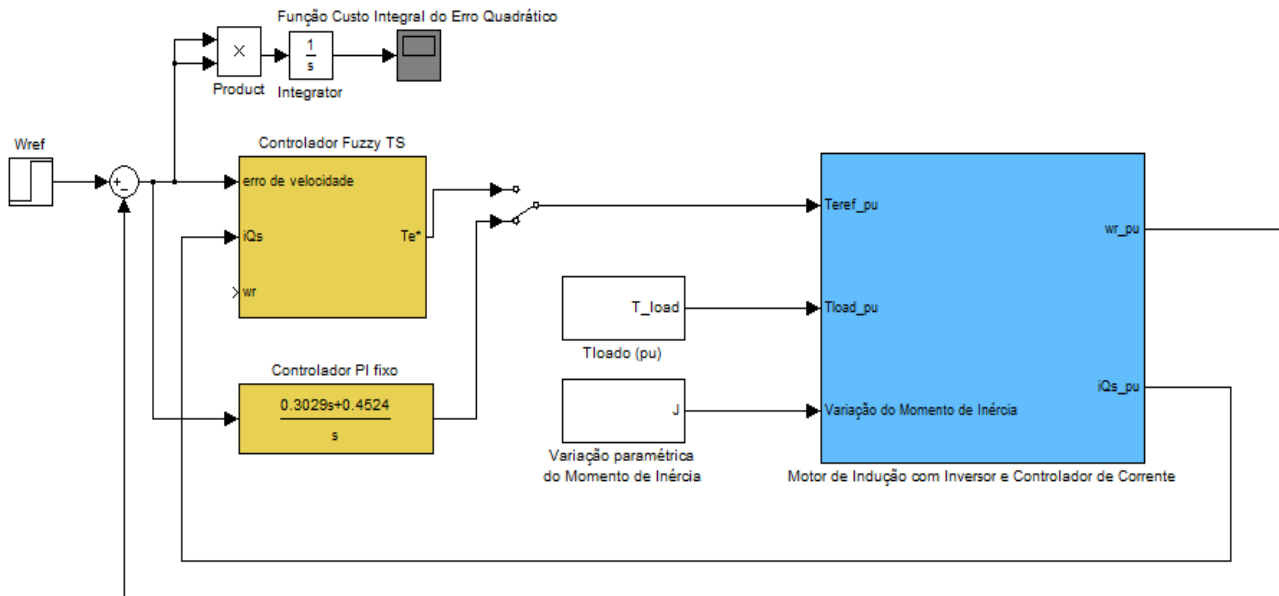 Função Custo Integral do Erro Quadrático
×
1
s
Product
Integrator
Wref
+
-
Controlador Fuzzy TS
erro de velocidade
iQs
Te*
wr
Controlador PI fixo
0.3029s+0.4524
s
T_load
Tloado (pu)
J
Variação paramétrica
do Momento de Inércia
Teref_pu
wr_pu
Tload_pu
iQs_pu
Variação do Momento de Inércia
Motor de Indução com Inversor e Controlador de Corrente